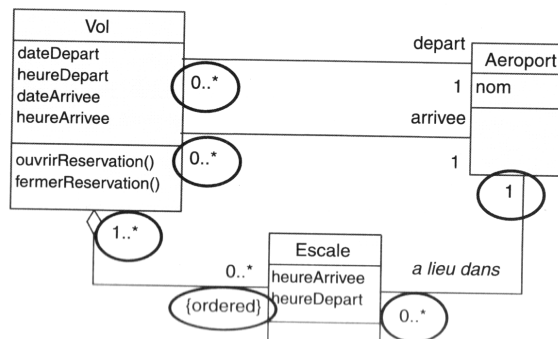 Vol
dateDepart
heureDepart
dateArrivee
heureArrivee
ouvrirReservation()
fermerReservation()
0..*
depart
1
0..*
arrivee
1
Aeroport
nom
1
1..*
0..*
{ordered}
Escale
heureArrivee
heureDepart
a lieu dans
0..*